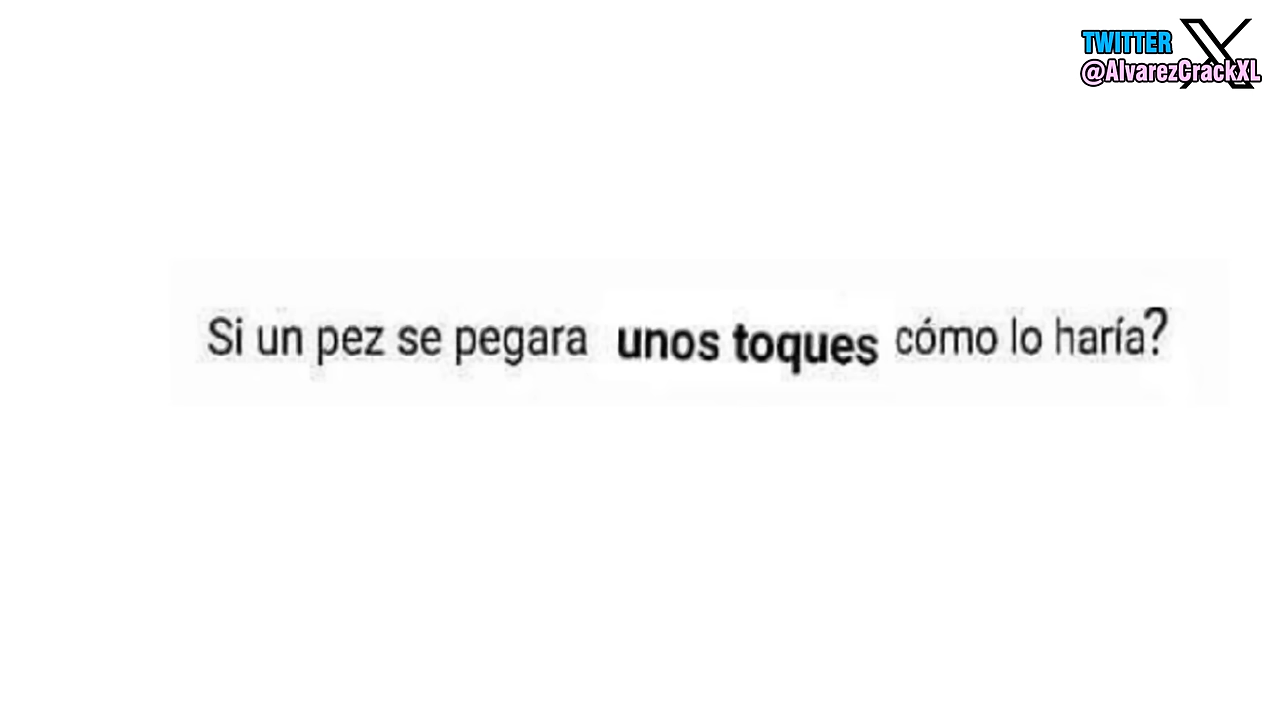 TWITTER
@AlvarezCrackXL
Si un pez se pegara unos toques cómo lo haría?